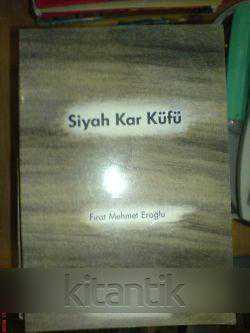 Siyah Kar Küfü
Fırat Mehmet Eroğlu
kitantik